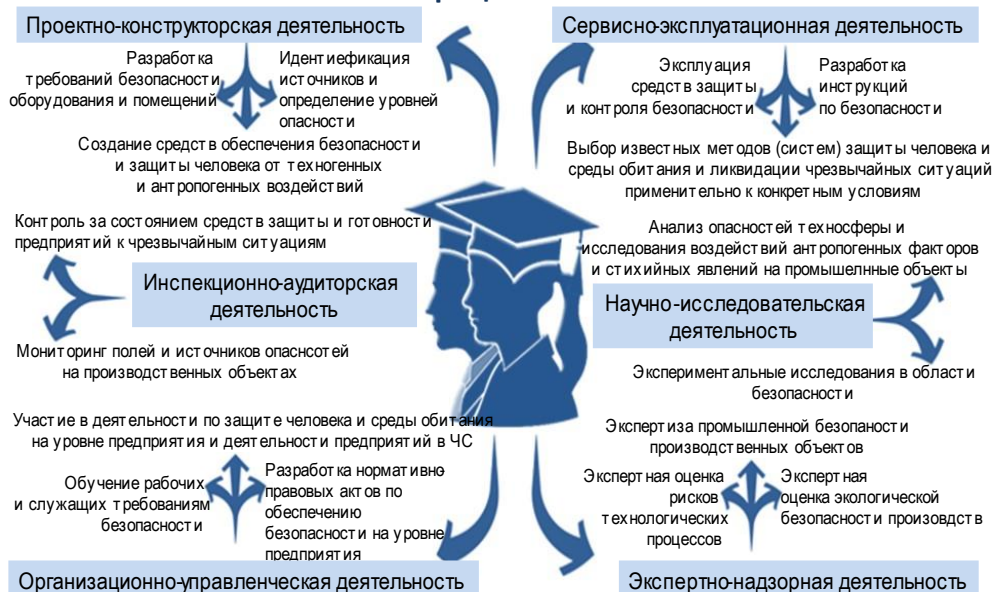 Проектно-конструкторская деятельность
Разработка
требований безопасности
оборудования и помещений
Идентиефикация
источников и
определение уровней
опасности
Создание средств обеспечения безопасности
и защиты человека от техногенных
и антропогенных воздействий
Сервисно-эксплуатационная деятельность
Эксплуация
средств защиты
и контроля безопасности
Разработка
инструкций
по безопасности
Выбор известных методов (систем) защиты человека и
среды обитания и ликвидации чрезвычайных ситуаций
применительно к конкретным условиям
Контроль за состоянием средств защиты и готовности
предприятий к чрезвычайным ситуациям
Инспекционно-аудиторская
деятельность
Мониторинг полей и источников опаснсотей
на производственных объектах
Анализ опасностей техносферы и
исследования воздействий антропогенных факторов
и стихийных явлений на промышелнные объекты
Научно-исследовательская
деятельность
Экспериментальные исследования в области
безопасности
Участие в деятельности по защите человека и среды обитания
на уровне предприятия и деятельности предприятий в ЧС
Обучение рабочих
и служащих требованиям
безопасности
Разработка нормативно-
правовых актов по
обеспечению
безопасности на уровне
предприятия
Организационно-управленческая деятельность
Экспертиза промышленной безопаности
производственных объектов
Экспертная оценка
рисков
технологических
процессов
Экспертная
оценка экологической
безопасности произовдств
Экспертно-надзорная деятельность